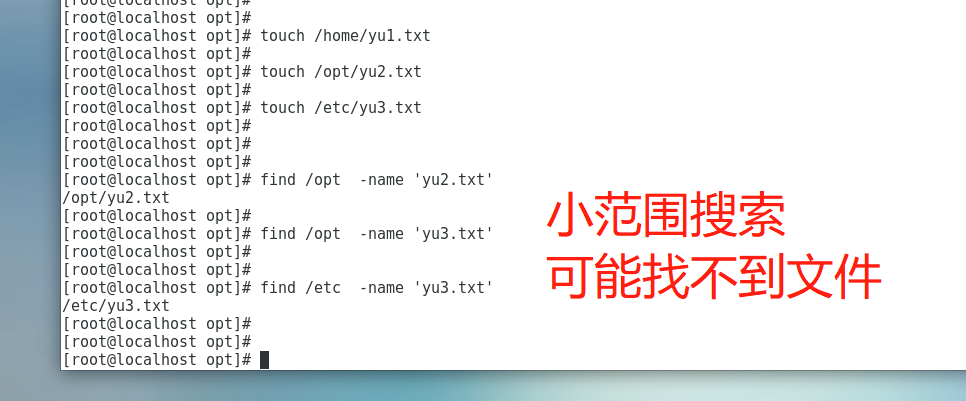 [root@localhost opt]#
[root@localhost opt]#
[root@localhost opt]# touch /home/yu1.txt
[root@localhost opt]#
[root@localhost opt]# touch /opt/yu2.txt
[root@localhost opt]#
[root@localhost opt]# touch /etc/yu3.txt
[root@localhost opt]#
[root@localhost opt]#
[root@localhost opt]#
[root@localhost opt]# find /opt  -name 'yu2.txt'
/opt/yu2.txt
[root@localhost opt]#
[root@localhost opt]# find /opt  -name 'yu3.txt'
[root@localhost opt]#
[root@localhost opt]#
[root@localhost opt]# find /etc  -name 'yu3.txt'
/etc/yu3.txt
[root@localhost opt]#
[root@localhost opt]#
[root@localhost opt]#
小范围搜索
可能找不到文件